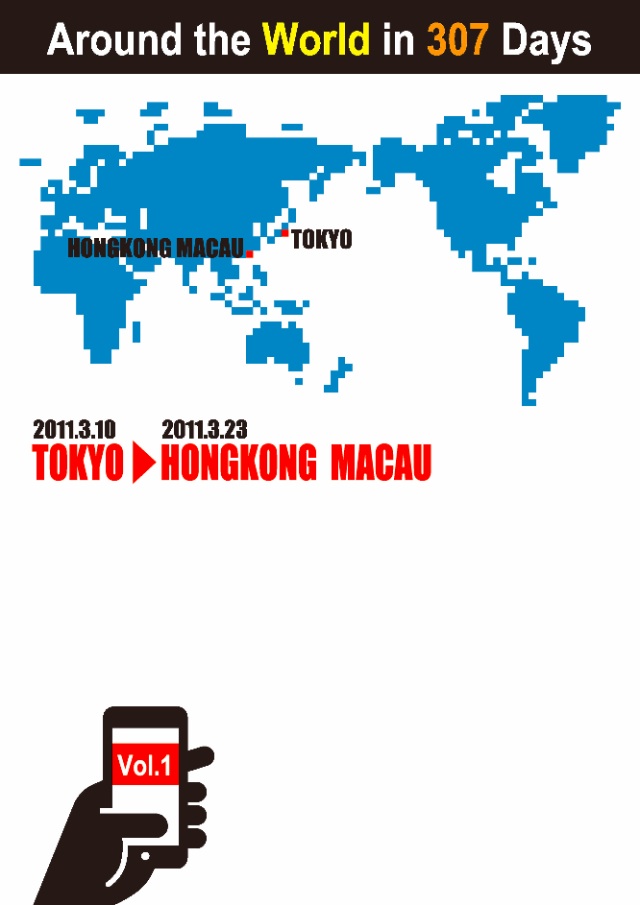 Around the World in 307 Days
TOKYO
HONGKONG MACAU
2011.3.10 2011.3.23
TOKYO ▶ HONGKONG MACAU
Vol.1